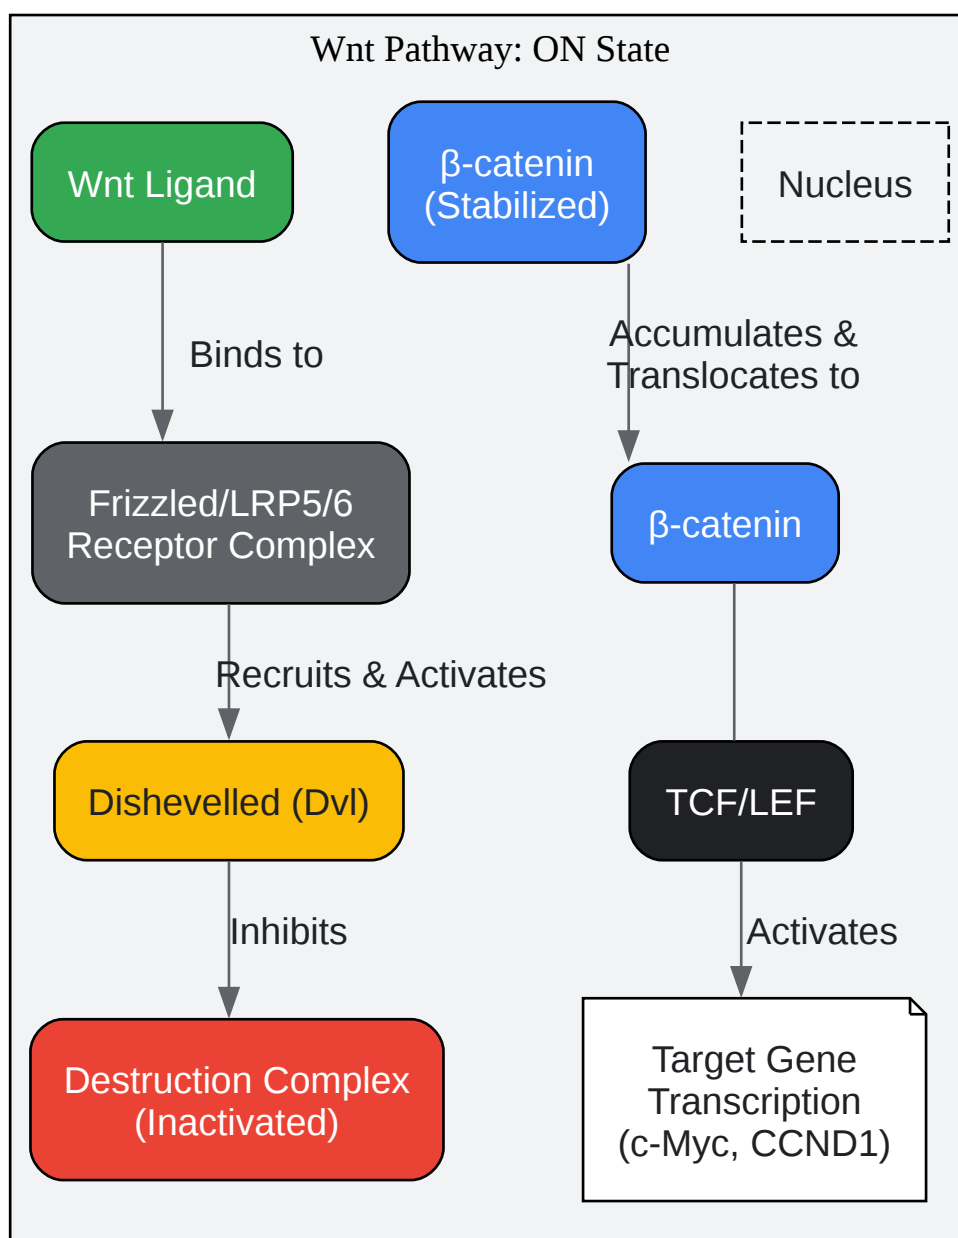 Wnt Pathway: ON State
Wnt Ligand
β-catenin
(Stabilized)
Nucleus
Binds to
Accumulates &
Translocates to
Frizzled/LRP5/6
Receptor Complex
β-catenin
Recruits & Activates
Dishevelled (Dvl)
TCF/LEF
Inhibits
Activates
Destruction Complex
(Inactivated)
Target Gene
Transcription
(c-Myc, CCND1)